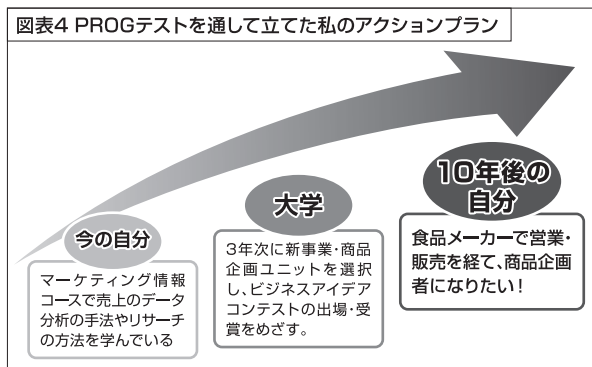 図表4 PROGテストを通して立てた私のアクションプラン
今の自分
マーケティング情報
コースで売上のデータ
分析の手法やリサーチ
の方法を学んでいる
大学
3年次に新事業・商品
企画ユニットを選択
し、ビジネスアイデア
コンテストの出場・受
賞をめざす。
10年後の
自分
食品メーカーで営業・
販売を経て、商品企画
者になりたい！